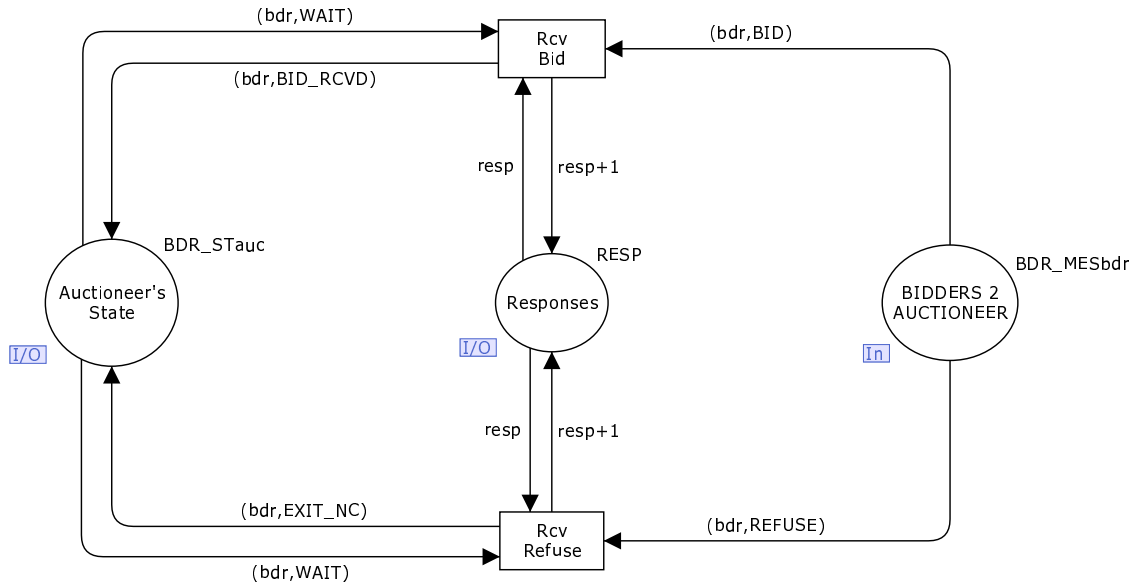 (bdr,WAIT)
Rcv
Bid
(bdr,BID)
(bdr,BID_RCVD)
resp
resp+1
BDR_STauc
RESP
BDR_MESbdr
Auctioneer's
State
Responses
BIDDERS 2
AUCTIONEER
I/O
I/O
In
resp
resp+1
(bdr,EXIT_NC)
Rcv
Refuse
(bdr,REFUSE)
(bdr,WAIT)